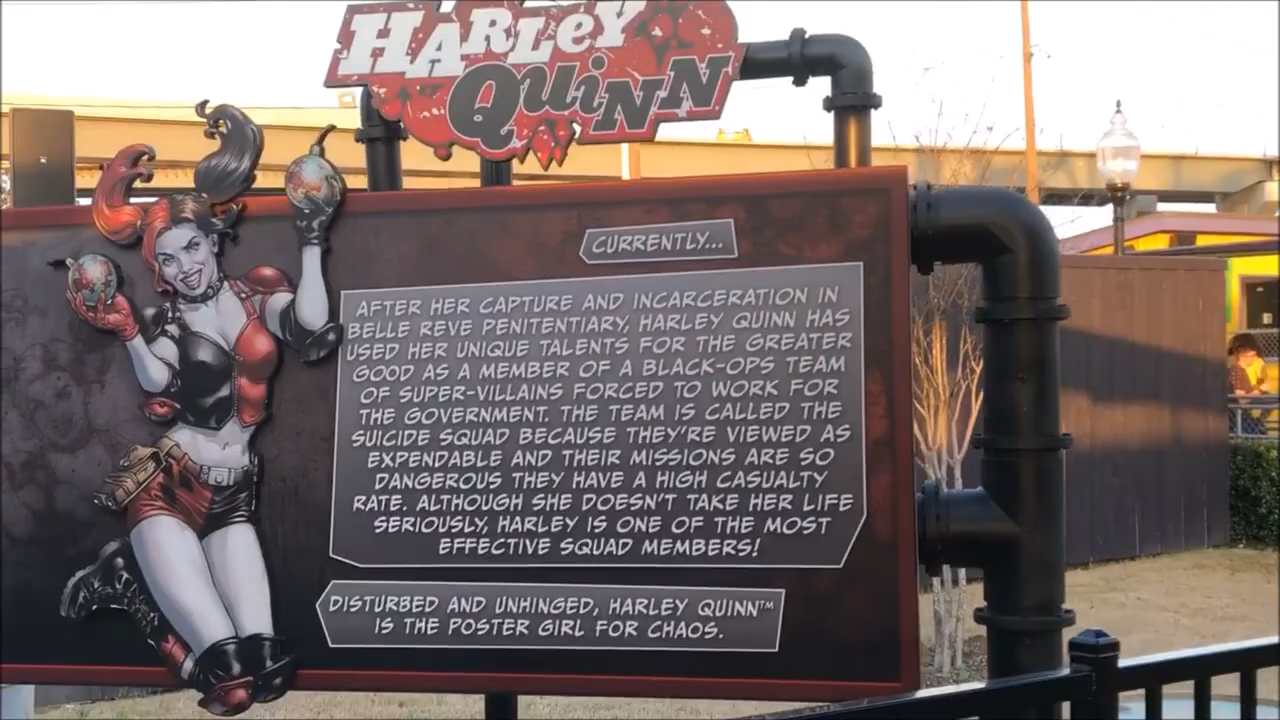 HARLEY
QUINN
CURRENTLY...
AFTER HER CAPTURE AND INCARCERATION IN
BELLE REVE PENITENTIARY, HARLEY QUINN HAS
USED HER UNIQUE TALENTS FOR THE GREATER
GOOD AS A MEMBER OF A BLACK-OPS TEAM
OF SUPER-VILLAINS FORCED TO WORK FOR
THE GOVERNMENT. THE TEAM IS CALLED THE
SUICIDE SQUAD BECAUSE THEY'RE VIEWED AS
EXPENDABLE AND THEIR MISSIONS ARE SO
DANGEROUS THEY HAVE A HIGH CASUALTY
RATE. ALTHOUGH SHE DOESN'T TAKE HER LIFE
SERIOUSLY, HARLEY IS ONE OF THE MOST
EFFECTIVE SQUAD MEMBERS!
DISTURBED AND UNHINGED, HARLEY QUINN™
IS THE POSTER GIRL FOR CHAOS.